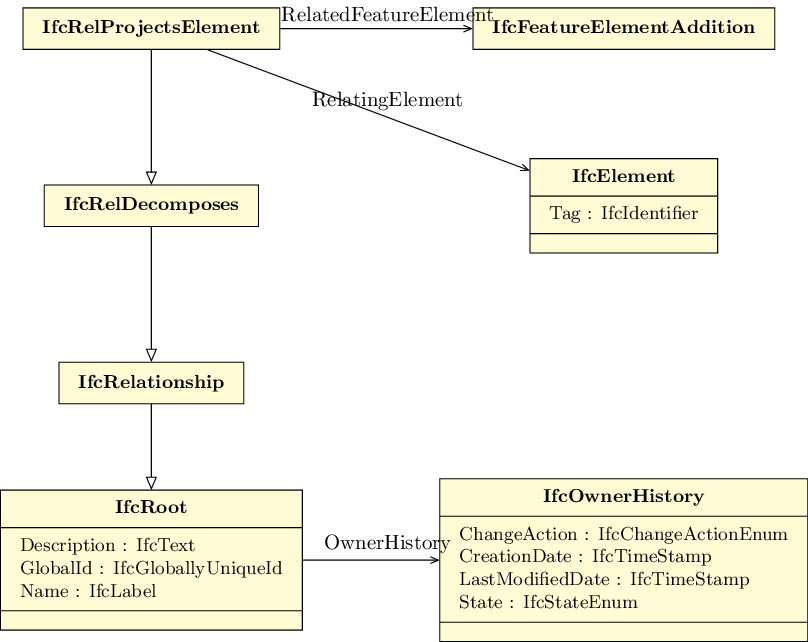 IfcRelProjectsElement
RelatedFeatureElement
IfcFeatureElementAddition
RelatingElement
IfcElement
Tag : IfcIdentifier
IfcRelDecomposes
IfcRelationship
IfcRoot
Description : IfcText
GlobalId : IfcGloballyUniqueId
Name : IfcLabel
OwnerHistory
IfcOwnerHistory
ChangeAction : IfcChangeActionEnum
CreationDate : IfcTimeStamp
LastModifiedDate : IfcTimeStamp
State : IfcStateEnum